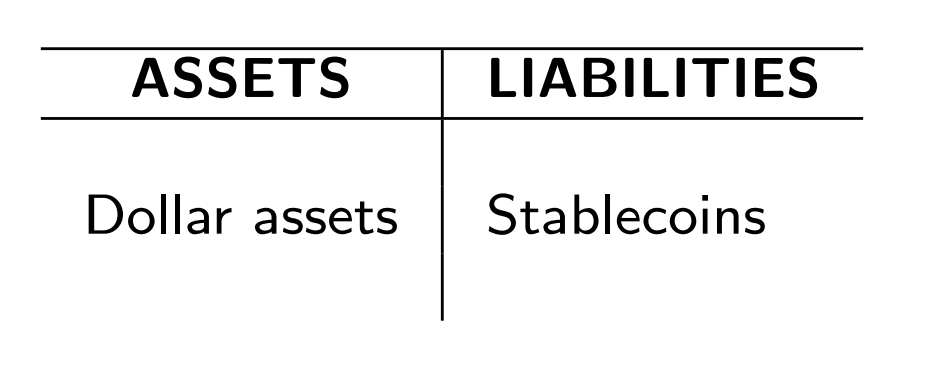 ASSETS LIABILITIES
Dollar assets Stablecoins